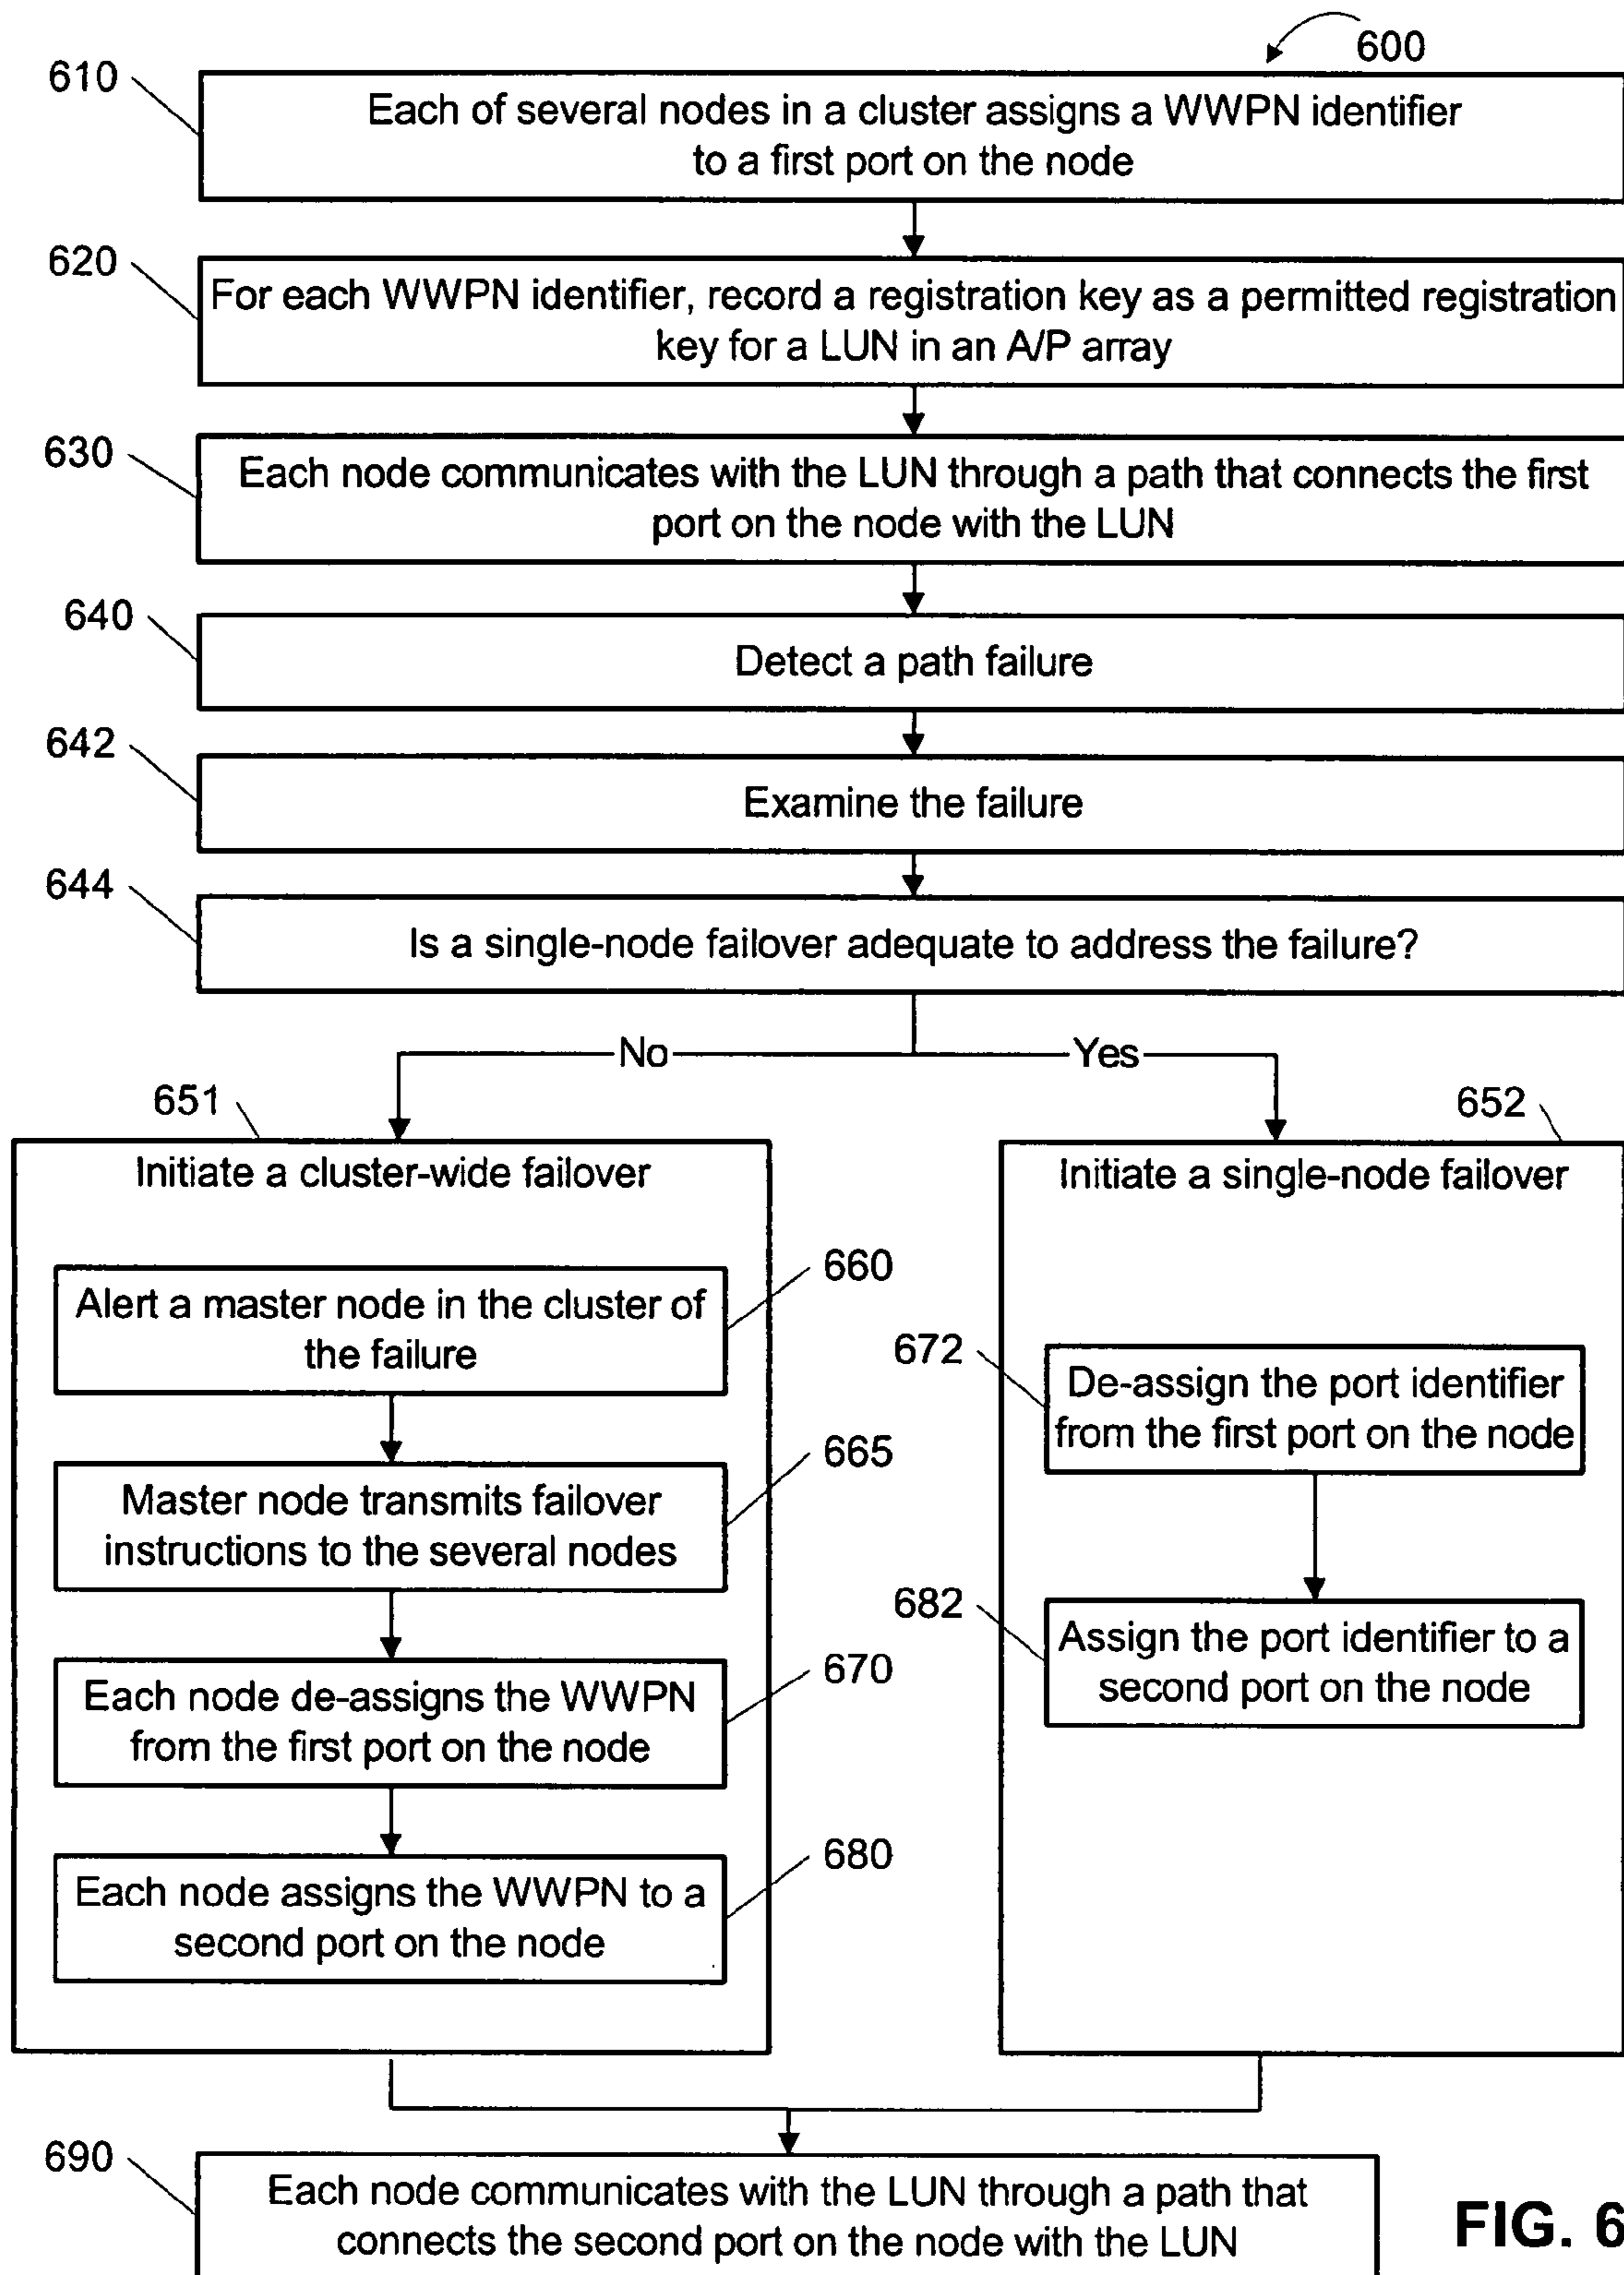 600
610
Each of several nodes in a cluster assigns a WWPN identifier
to a first port on the node
620
For each WWPN identifier, record a registration key as a permitted registration
key for a LUN in an A/P array
630
Each node communicates with the LUN through a path that connects the first
port on the node with the LUN
640
Detect a path failure
642
Examine the failure
644
Is a single-node failover adequate to address the failure?
No
Yes
651
Initiate a cluster-wide failover
660
Alert a master node in the cluster of
the failure
665
Master node transmits failover
instructions to the several nodes
670
Each node de-assigns the WWPN
from the first port on the node
680
Each node assigns the WWPN to a
second port on the node
652
Initiate a single-node failover
672
De-assign the port identifier
from the first port on the node
682
Assign the port identifier to a
second port on the node
690
Each node communicates with the LUN through a path that
connects the second port on the node with the LUN
FIG. 6